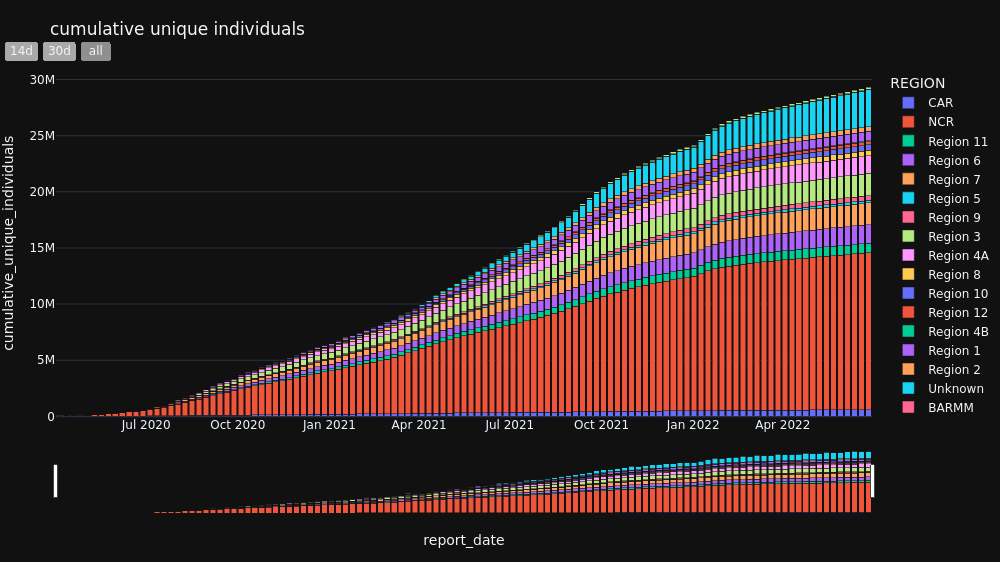 cumulative unique individuals
14d 30d all
30M
25M
20M
15M
10M
5M
0
cumulative_unique_individuals
Jul 2020 Oct 2020 Jan 2021 Apr 2021 Jul 2021 Oct 2021 Jan 2022 Apr 2022
report_date
REGION
CAR
NCR
Region 11
Region 6
Region 7
Region 5
Region 9
Region 3
Region 4A
Region 8
Region 10
Region 12
Region 4B
Region 1
Region 2
Unknown
BARMM